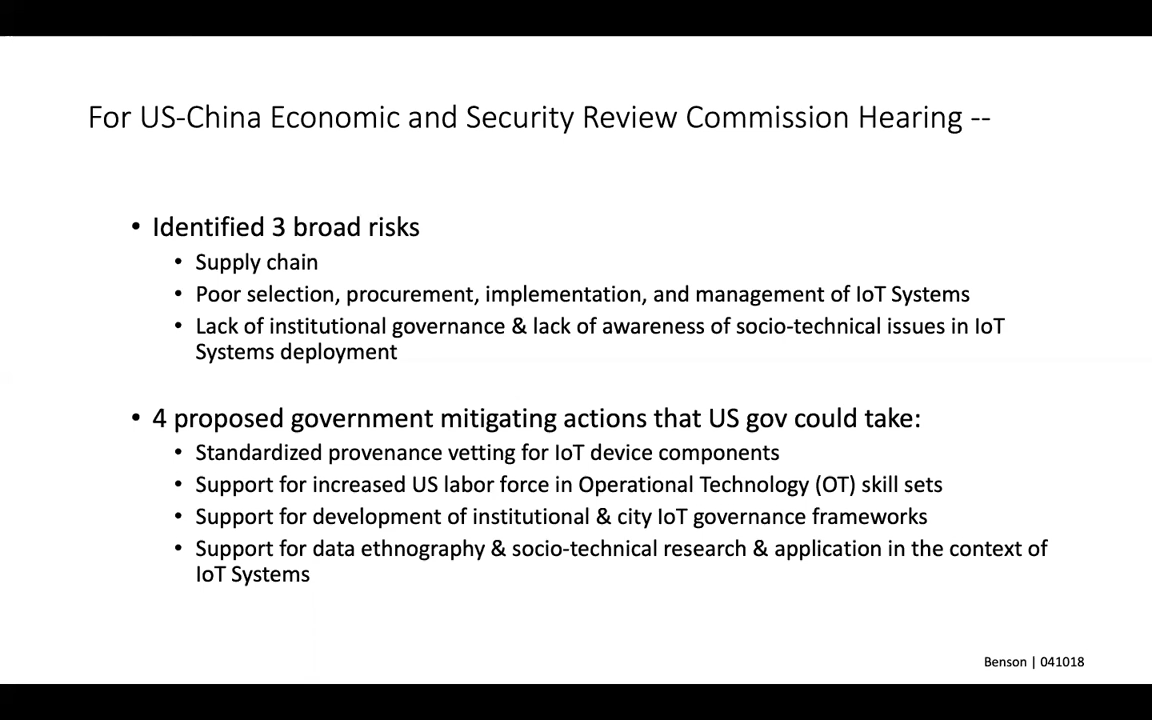 For US-China Economic and Security Review Commission Hearing --
• Identified 3 broad risks
• Supply chain
• Poor selection, procurement, implementation, and management of IoT Systems
• Lack of institutional governance & lack of awareness of socio-technical issues in IoT
Systems deployment
• 4 proposed government mitigating actions that US gov could take:
• Standardized provenance vetting for IoT device components
• Support for increased US labor force in Operational Technology (OT) skill sets
• Support for development of institutional & city IoT governance frameworks
• Support for data ethnography & socio-technical research & application in the context of
IoT Systems
Benson | 041018